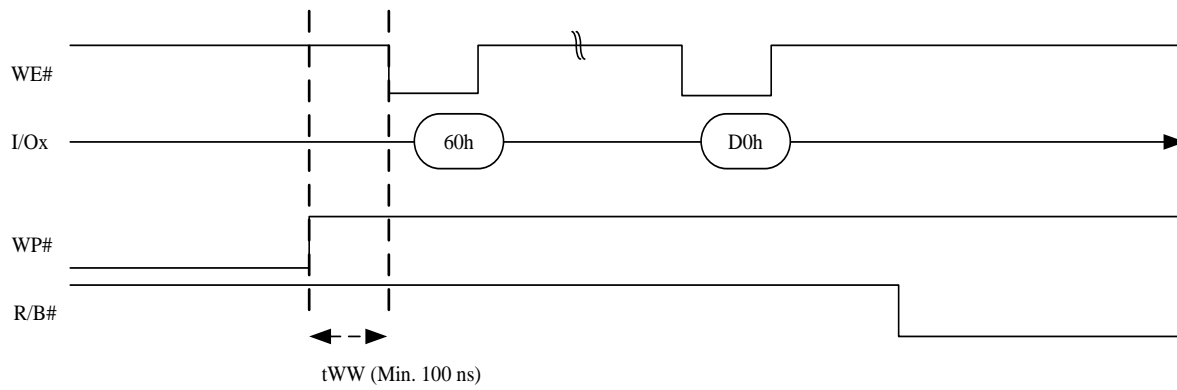 WE#
I/Ox
60h
D0h
WP#
R/B#
tWW (Min. 100 ns)